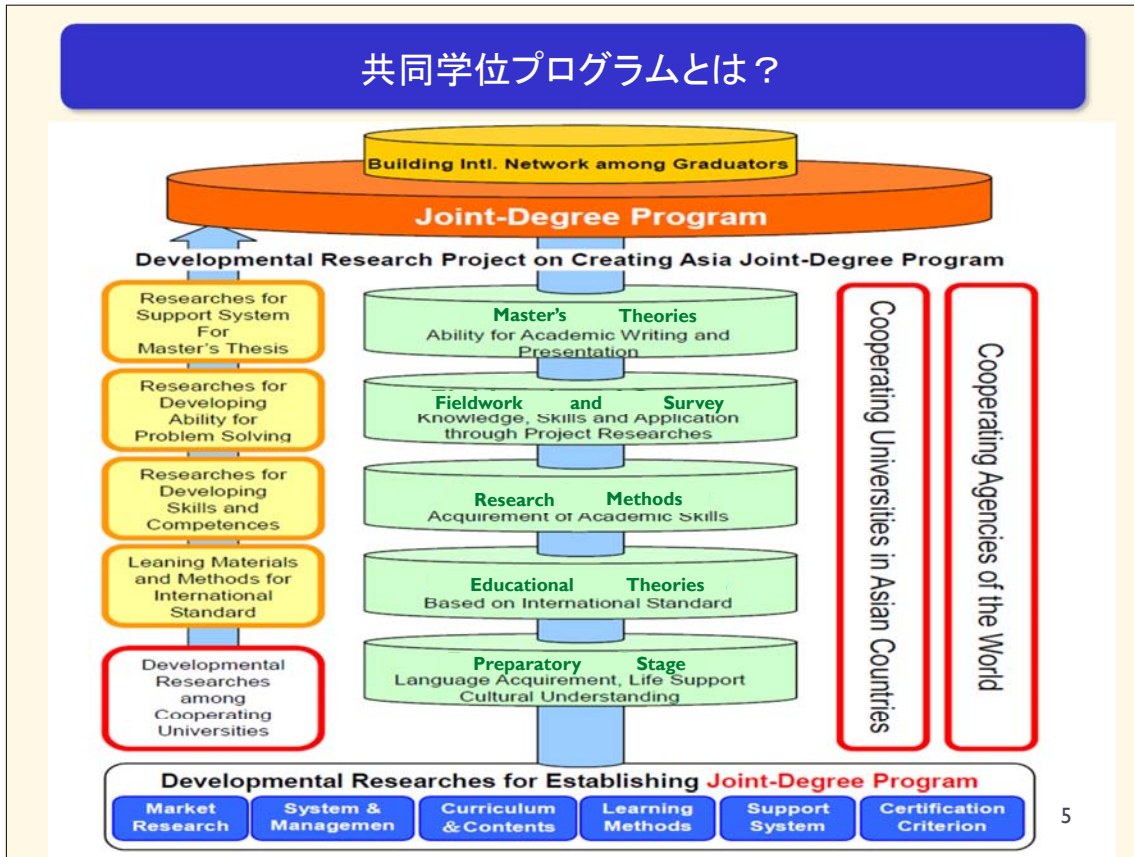 共同学位プログラムとは？
Building Intl. Network among Graduators
Joint-Degree Program
Developmental Research Project on Creating Asia Joint-Degree Program
Researches for
Support System
For
Master's Thesis
Researches for
Developing
Ability for
Problem Solving
Researches for
Developing
Skills and
Competences
Leaning Materials
and Methods for
International
Standard
Developmental
Researches
among
Cooperating
Universities
Master's Theories
Ability for Academic Writing and
Presentation
Fieldwork and Survey
Knowledge, Skills and Application
through Project Researches
Research Methods
Acquirement of Academic Skills
Educational Theories
Based on International Standard
Preparatory Stage
Language Acquirement, Life Support
Cultural Understanding
Cooperating Universities in Asian Countries
Cooperating Agencies of the World
Developmental Researches for Establishing Joint-Degree Program
Market
Research
System &
Managemen
Curriculum
&Contents
Learning
Methods
Support
System
Certification
Criterion
5